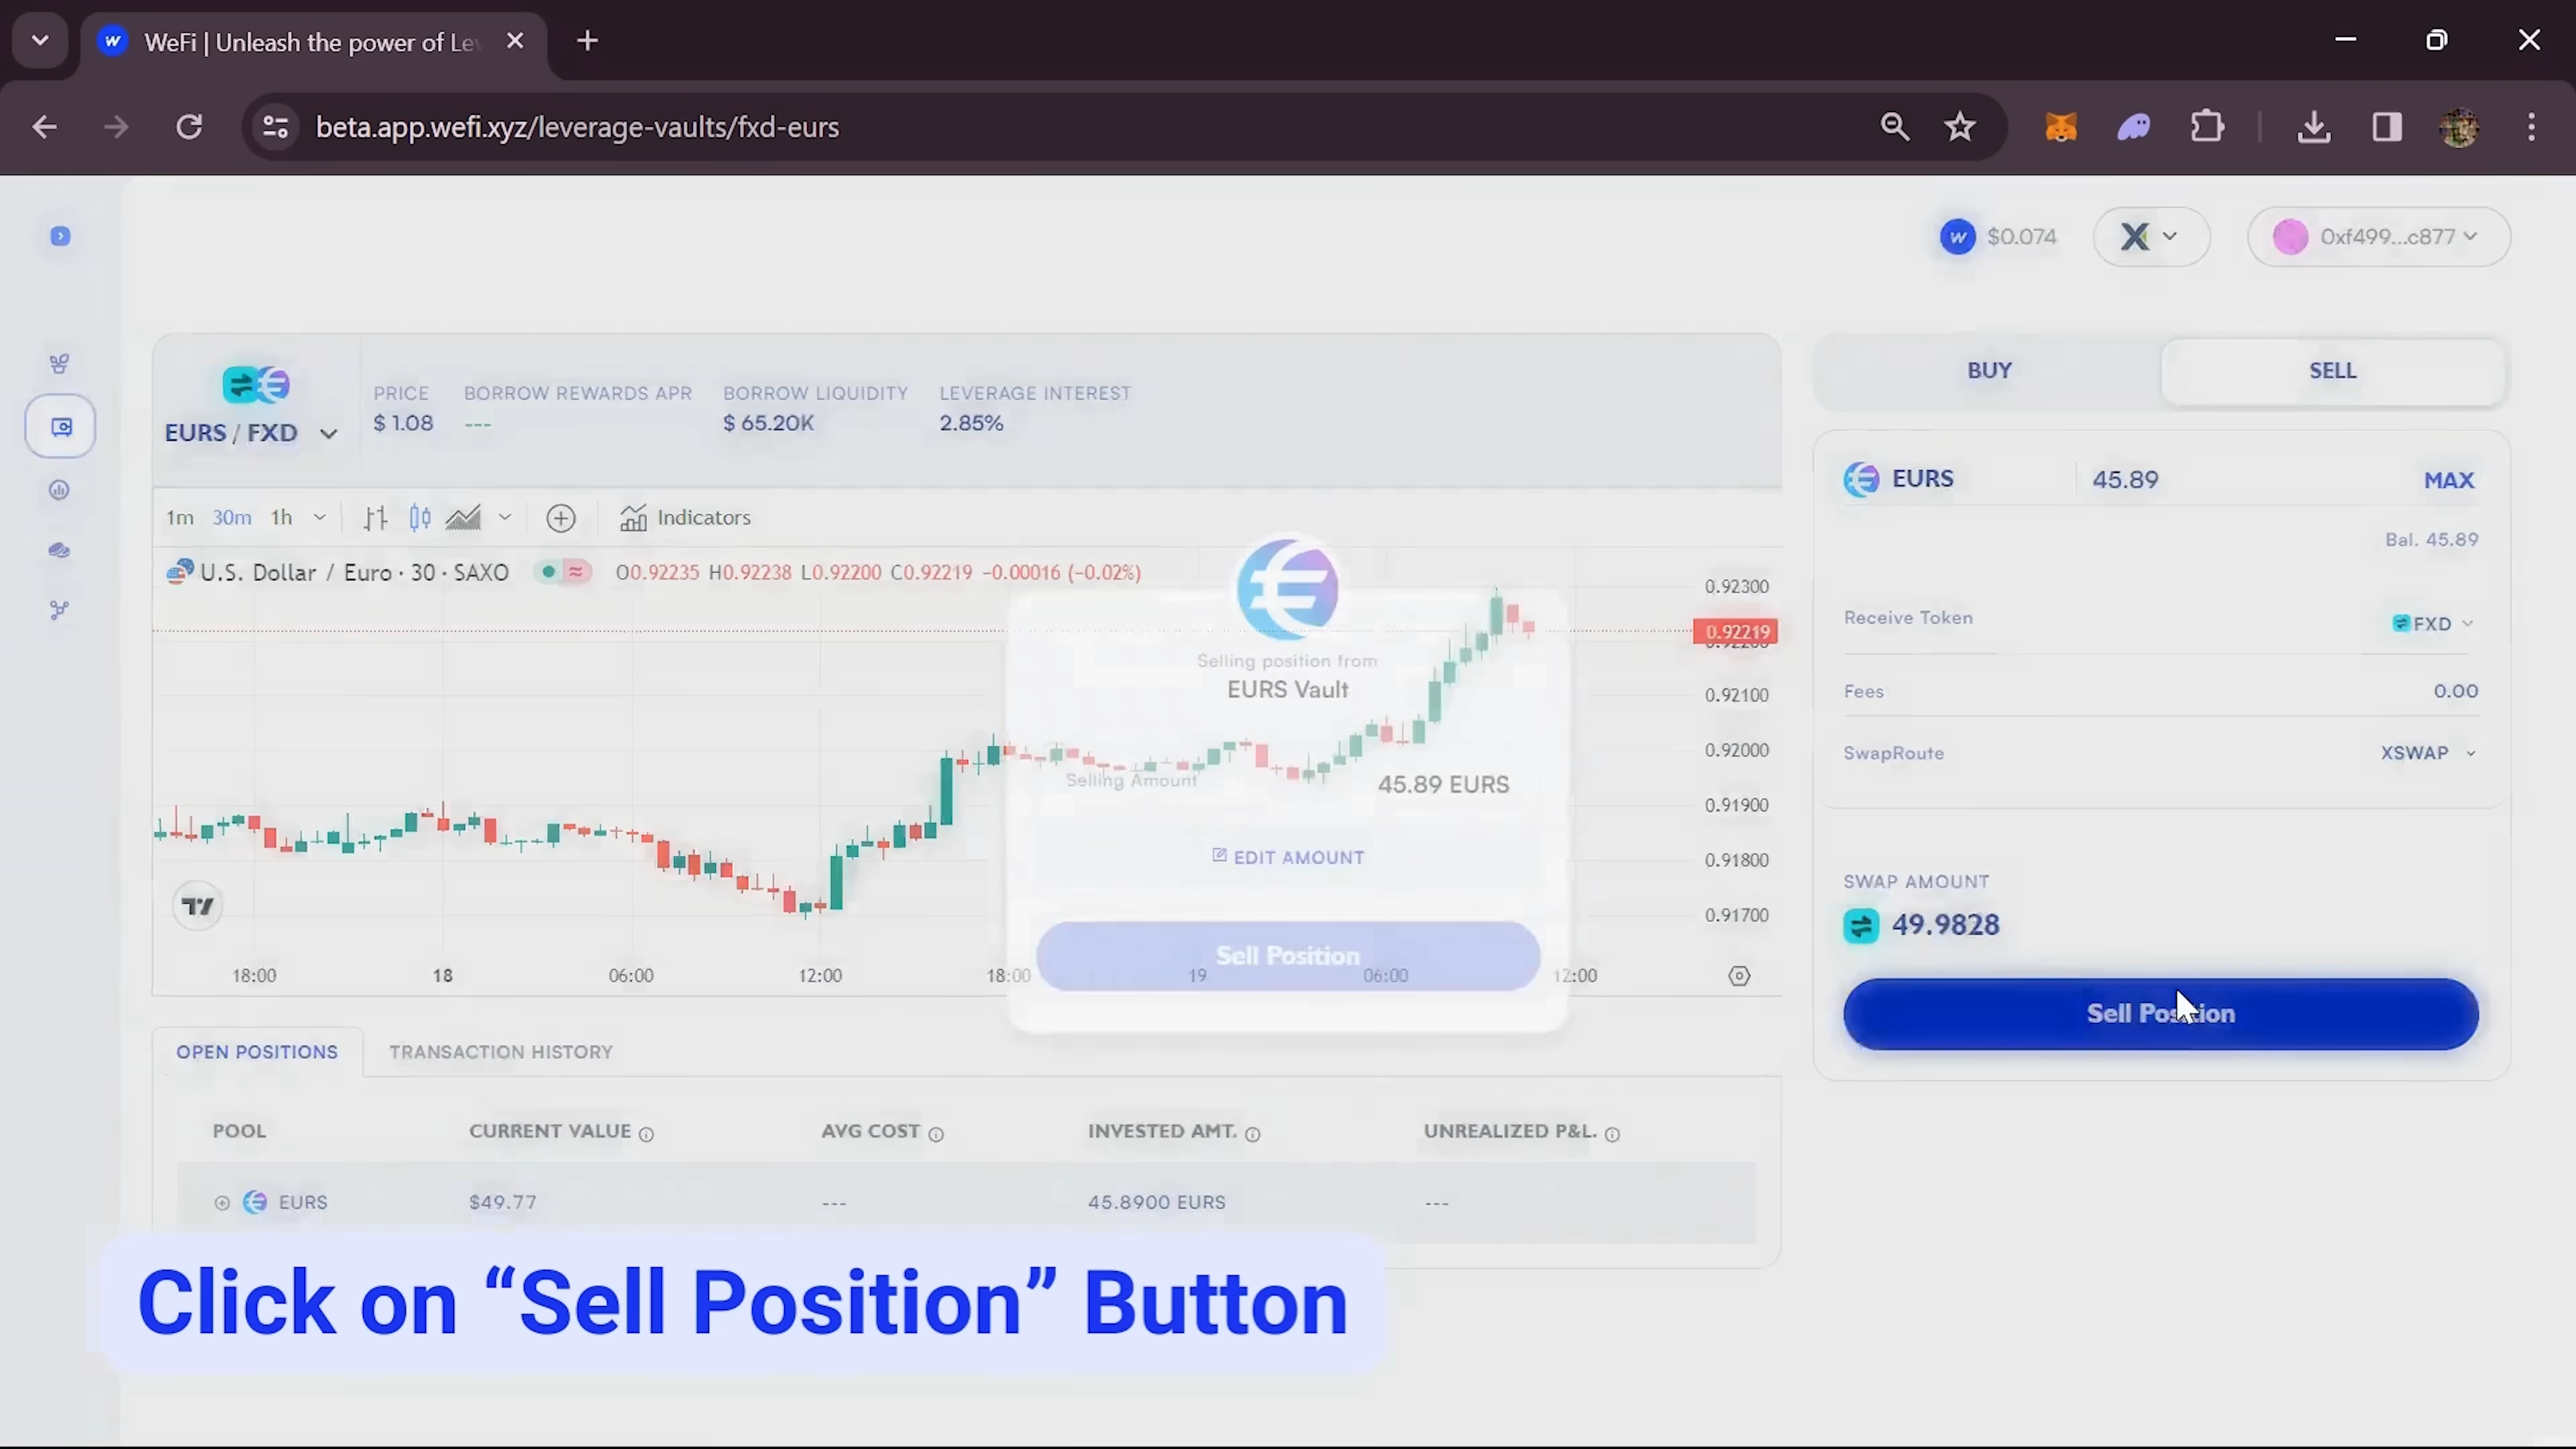 WeFi | Unleash the power of Le
beta.app.wefi.xyz/leverage-vaults/fxd-eurs
$0.074
0xf499...c877
EURS / FXD
PRICE
$ 1.08
BORROW REWARDS APR
---
BORROW LIQUIDITY
$ 65.20K
LEVERAGE INTEREST
2.85%
BUY
SELL
1m 30m 1h
Indicators
U.S. Dollar / Euro · 30 · SAXO
O0.92235 H0.92238 L0.92200 C0.92219 −0.00016 (−0.02%)
0.92300
0.92219
0.92200
0.92100
0.92000
0.91900
0.91800
0.91700
18:00 18 06:00 12:00 18:00 19 06:00 12:00
Selling position from
EURS Vault
Selling Amount 45.89 EURS
EDIT AMOUNT
Sell Position
EURS 45.89 MAX
Bal. 45.89
Receive Token FXD
Fees 0.00
SwapRoute XSWAP
SWAP AMOUNT
49.9828
Sell Position
OPEN POSITIONS TRANSACTION HISTORY
POOL CURRENT VALUE AVG COST INVESTED AMT. UNREALIZED P&L.
EURS $49.77 --- 45.8900 EURS ---
Click on “Sell Position” Button